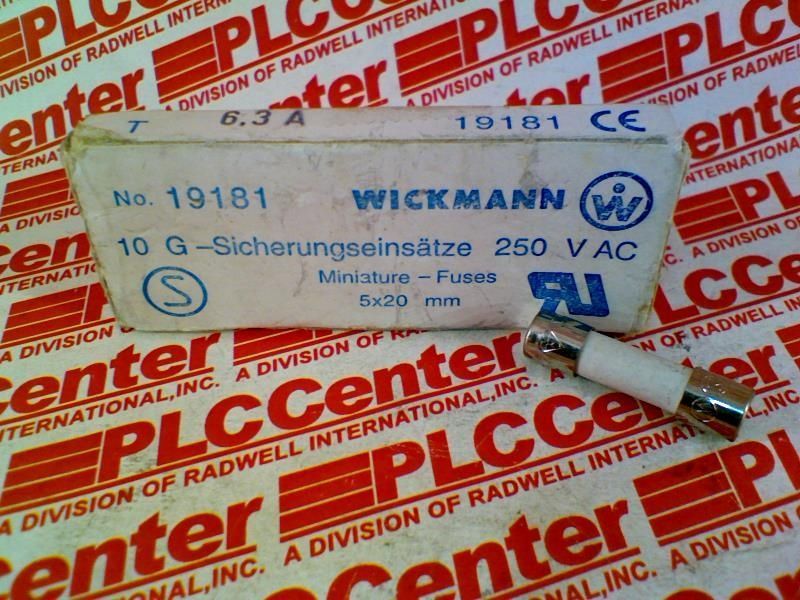 T 6.3 A 19181 CE
No. 19181 WICKMANN W
10 G-Sicherungseinsätze 250 V AC
Miniature - Fuses
S
5x20 mm
RU
PLCCenter
A DIVISION OF RADWELL INTERNATIONAL, INC.